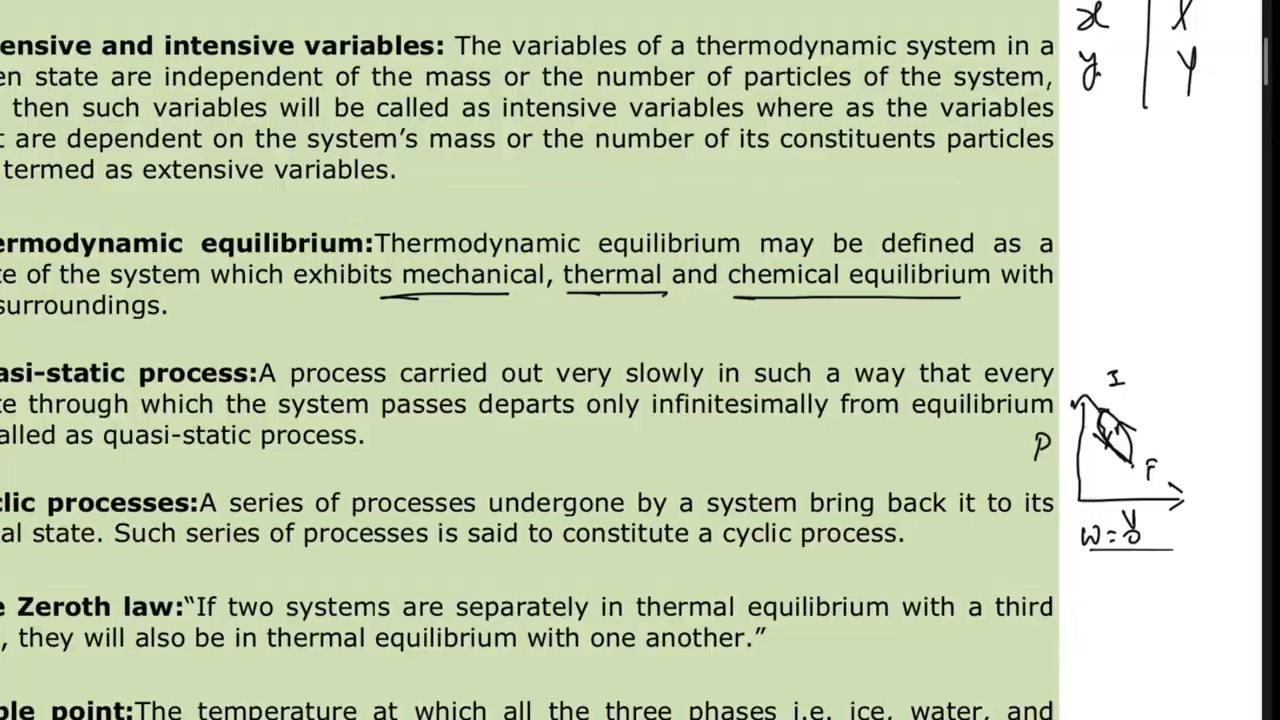 ensive and intensive variables: The variables of a thermodynamic system in a
en state are independent of the mass or the number of particles of the system,
then such variables will be called as intensive variables where as the variables
t are dependent on the system's mass or the number of its constituents particles
termed as extensive variables.
ermodynamic equilibrium:Thermodynamic equilibrium may be defined as a
te of the system which exhibits mechanical, thermal and chemical equilibrium with
surroundings.
asi-static process:A process carried out very slowly in such a way that every
te through which the system passes departs only infinitesimally from equilibrium
alled as quasi-static process.
clic processes:A series of processes undergone by a system bring back it to its
al state. Such series of processes is said to constitute a cyclic process.
e Zeroth law:“If two systems are separately in thermal equilibrium with a third
, they will also be in thermal equilibrium with one another.”
ple point:The temperature at which all the three phases i.e. ice, water, and
x
y Y
I
P
F
V